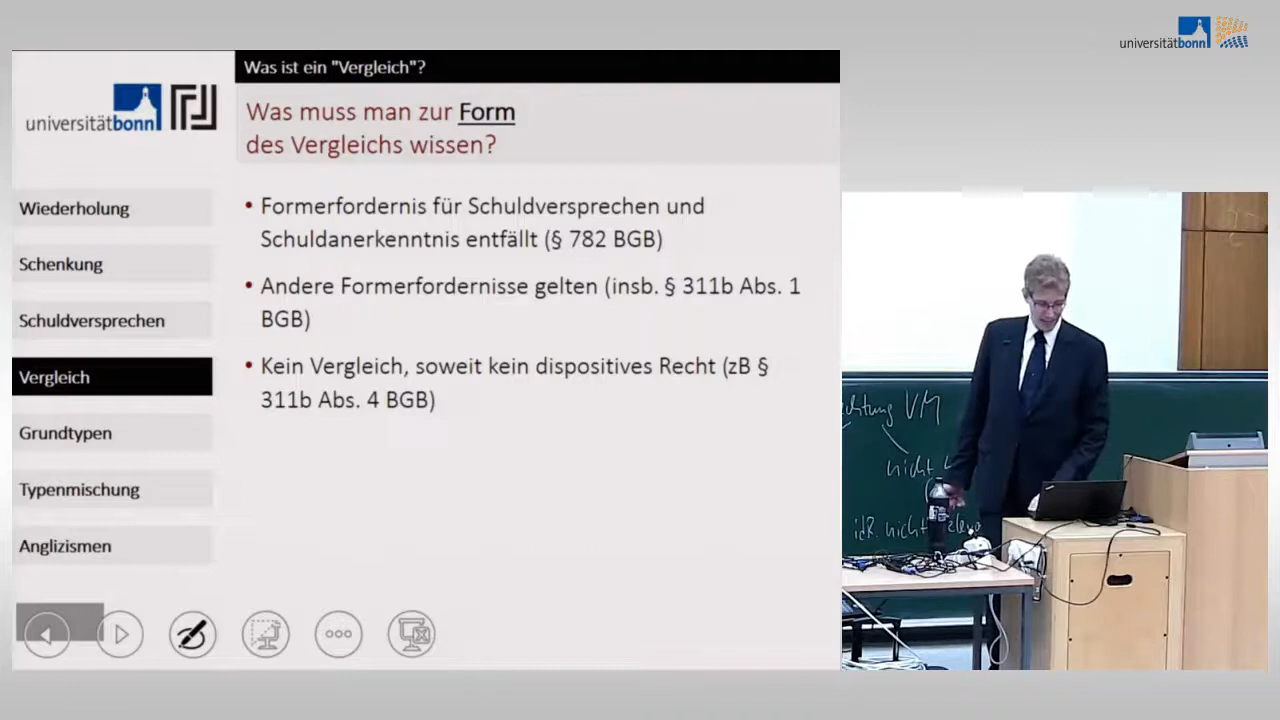 universitätbonn
Was ist ein "Vergleich"?
universitätbonn
Was muss man zur Form
des Vergleichs wissen?
Wiederholung
Schenkung
Schuldversprechen
Vergleich
Grundtypen
Typenmischung
Anglizismen
• Formerfordernis für Schuldversprechen und
Schuldanerkenntnis entfällt (§ 782 BGB)
• Andere Formerfordernisse gelten (insb. § 311b Abs. 1
BGB)
• Kein Vergleich, soweit kein dispositives Recht (zB §
311b Abs. 4 BGB)
VM
nicht
idR. nicht